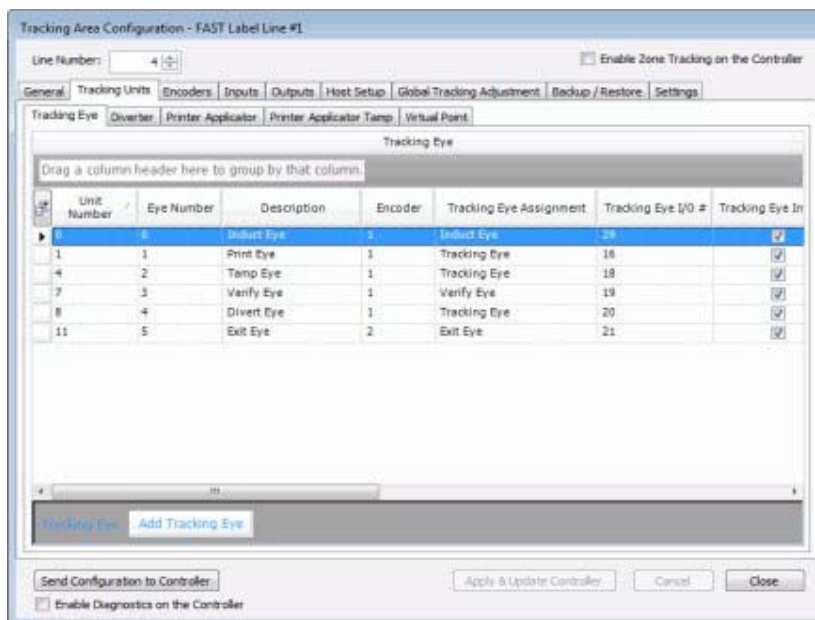 Tracking Area Configuration - FAST Label Line #1
Line Number: 4 Enable Zone Tracking on the Controller
General Tracking Units Encoders Inputs Outputs Host Setup Global Tracking Adjustment Backup / Restore Settings
Tracking Eye Diverter Printer Applicator Printer Applicator Tamp Virtual Point
Tracking Eye
Drag a column header here to group by that column.
Unit Number Eye Number Description Encoder Tracking Eye Assignment Tracking Eye I/O # Tracking Eye In
0 0 Induct Eye 1 Induct Eye 29
1 1 Print Eye 1 Tracking Eye 16
4 2 Tamp Eye 1 Tracking Eye 18
7 3 Verify Eye 1 Verify Eye 19
8 4 Divert Eye 1 Tracking Eye 20
11 5 Exit Eye 2 Exit Eye 21
Tracking Eye Add Tracking Eye
Send Configuration to Controller Apply & Update Controller Cancel Close
Enable Diagnostics on the Controller